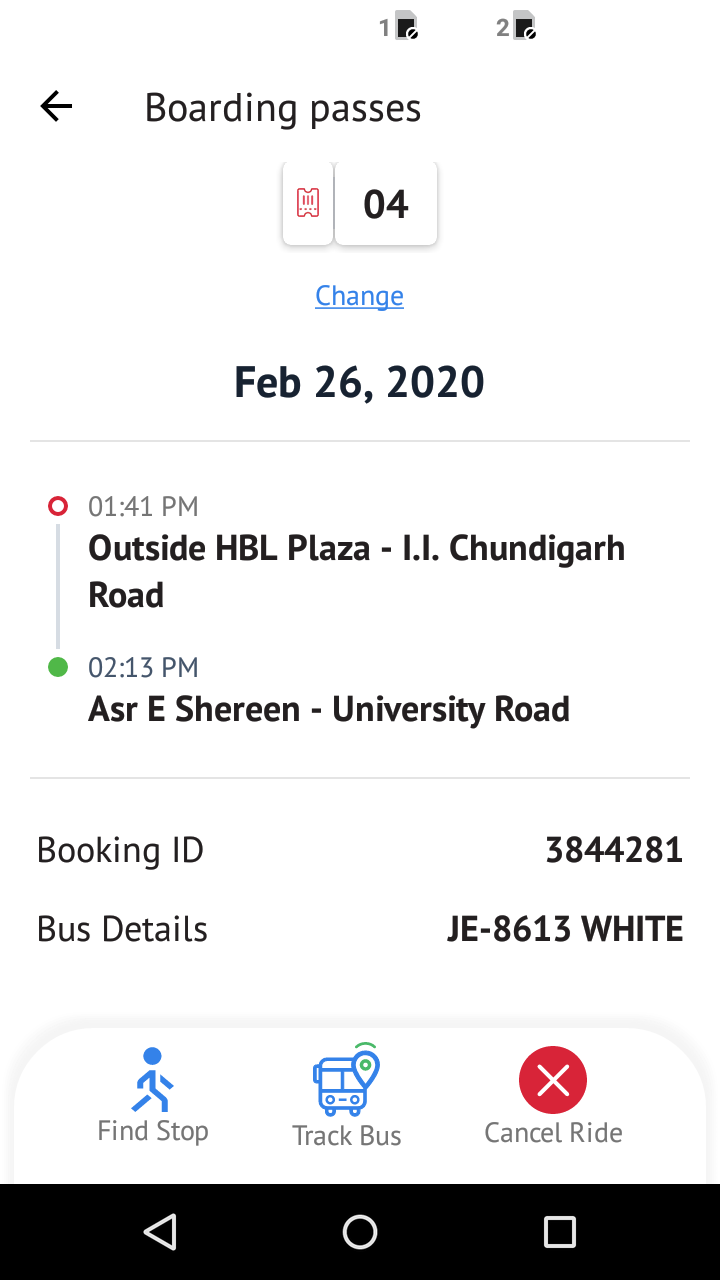 1 2
Boarding passes
04
Change
Feb 26, 2020
01:41 PM
Outside HBL Plaza - I.I. Chundigarh
Road
02:13 PM
Asr E Shereen - University Road
Booking ID 3844281
Bus Details JE-8613 WHITE
Find Stop Track Bus Cancel Ride